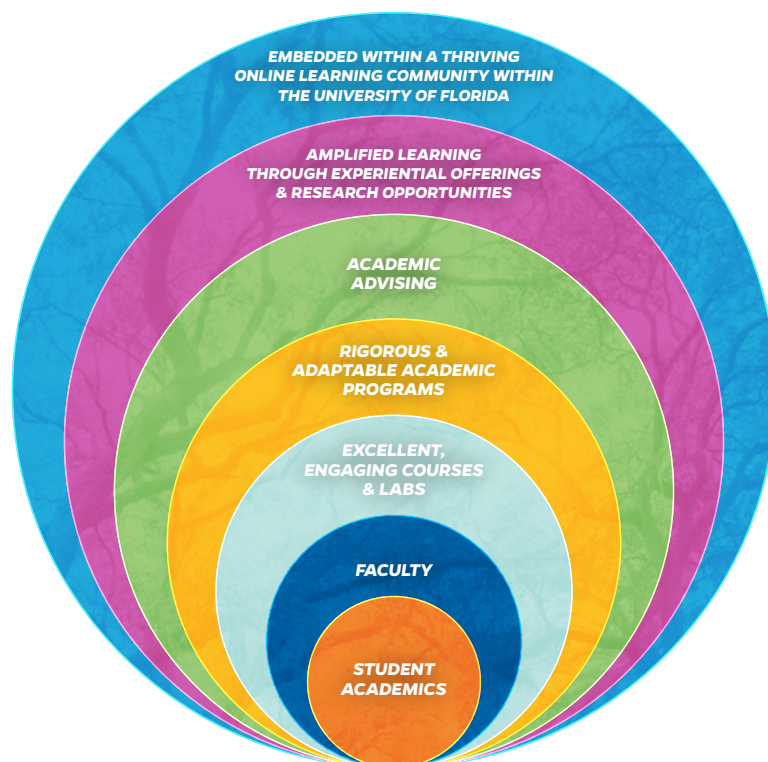 EMBEDDED WITHIN A THRIVING
ONLINE LEARNING COMMUNITY WITHIN
THE UNIVERSITY OF FLORIDA
AMPLIFIED LEARNING
THROUGH EXPERIENTIAL OFFERINGS
& RESEARCH OPPORTUNITIES
ACADEMIC
ADVISING
RIGOROUS &
ADAPTABLE ACADEMIC
PROGRAMS
EXCELLENT,
ENGAGING COURSES
& LABS
FACULTY
STUDENT
ACADEMICS